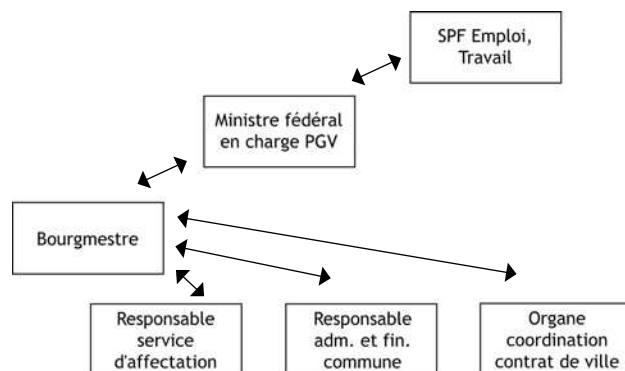 SPF Emploi,
Travail
Ministre fédéral
en charge PGV
Bourgmestre
Responsable
service
d'affectation
Responsable
adm. et fin.
commune
Organe
coordination
contrat de ville